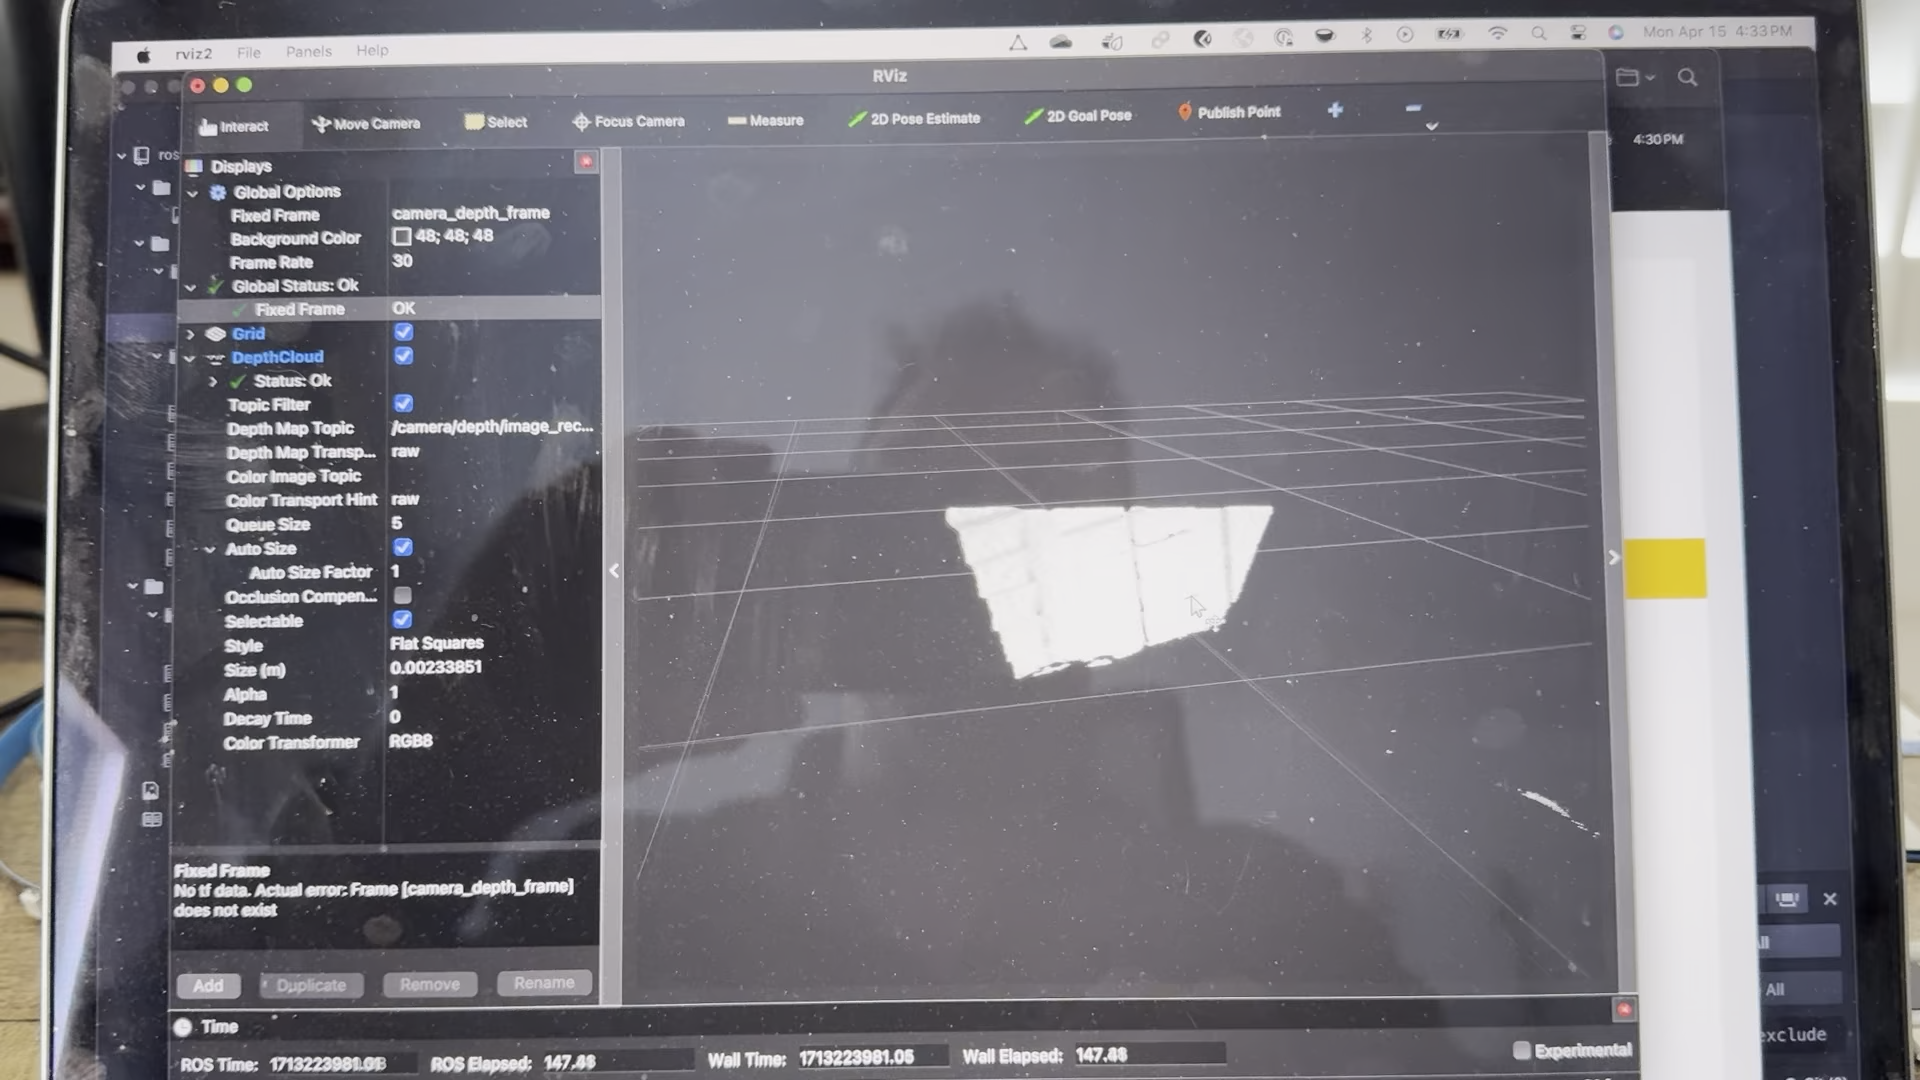 rviz2 File Panels Help Mon Apr 15 4:33 PM
RViz
Interact Move Camera Select Focus Camera Measure 2D Pose Estimate 2D Goal Pose Publish Point
4:30 PM
ros
Displays
Global Options
Fixed Frame camera_depth_frame
Background Color 48; 48; 48
Frame Rate 30
Global Status: Ok
Fixed Frame OK
Grid
DepthCloud
Status: Ok
Topic Filter
Depth Map Topic /camera/depth/image_rec...
Depth Map Transp... raw
Color Image Topic
Color Transport Hint raw
Queue Size 5
Auto Size
Auto Size Factor 1
Occlusion Compen...
Selectable
Style Flat Squares
Size (m) 0.00233851
Alpha 1
Decay Time 0
Color Transformer RGB8
Fixed Frame
No tf data. Actual error: Frame [camera_depth_frame]
does not exist
Add Duplicate Remove Rename
All
exclude
Time
ROS Time: ROS Elapsed: Wall Time: 1713223981.05 Wall Elapsed: Experimental